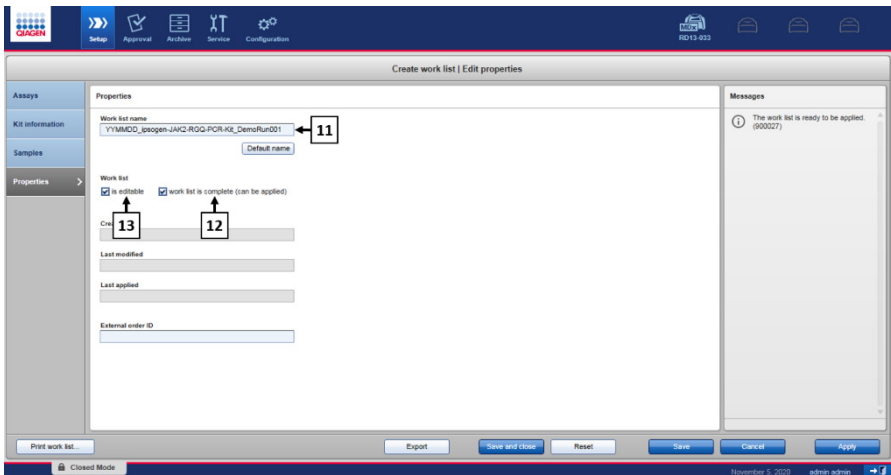 QIAGEN
Setup
Approval
Archive
Service
Configuration
MDx
RD13-033
Create work list | Edit properties
Assays
Kit information
Samples
Properties
Properties
Work list name
YYMMDD_ipsogen-JAK2-RGQ-PCR-Kit_DemoRun001
11
Default name
Work list
is editable
work list is complete (can be applied)
13
12
Cre
Last modified
Last applied
External order ID
Messages
The work list is ready to be applied.
(900027)
Print work list...
Export
Save and close
Reset
Save
Cancel
Apply
Closed Mode
November 5, 2020
admin admin